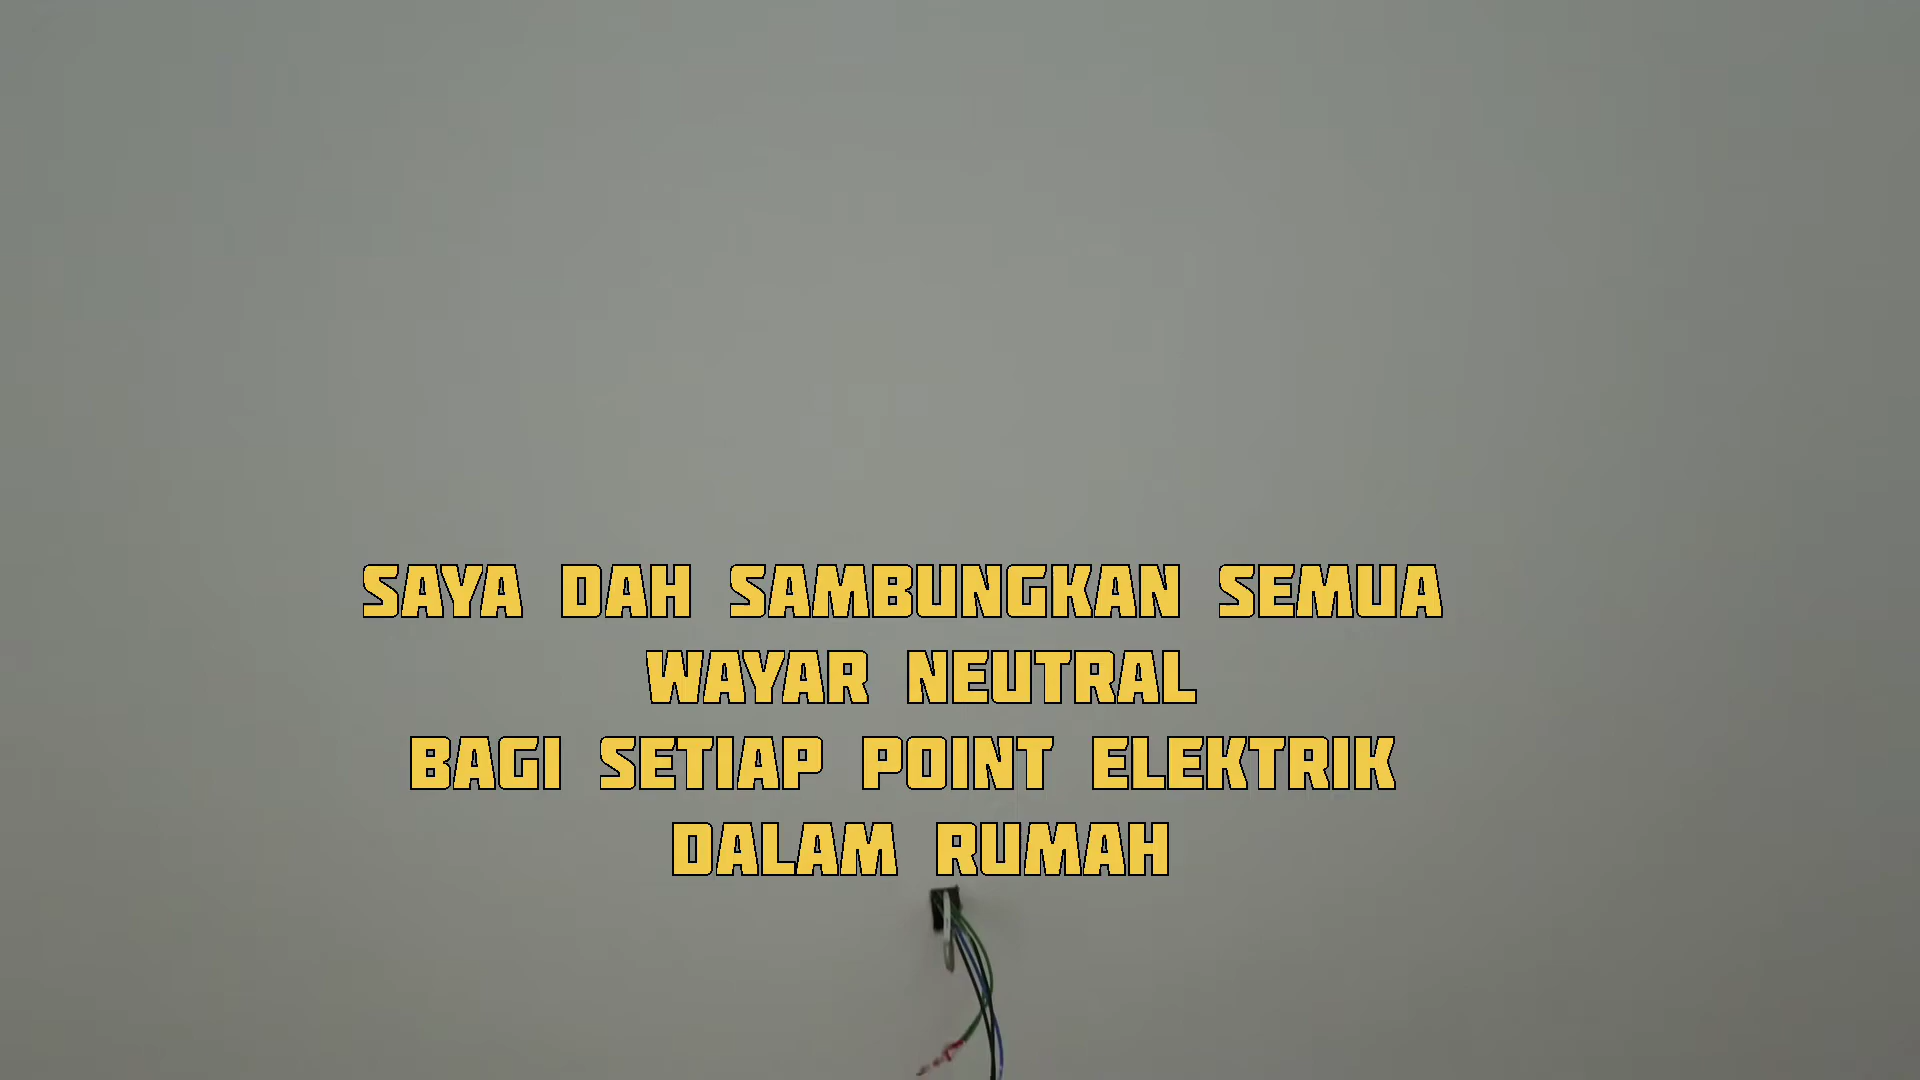 SAYA DAH SAMBUNGKAN SEMUA
WAYAR NEUTRAL
BAGI SETIAP POINT ELEKTRIK
DALAM RUMAH